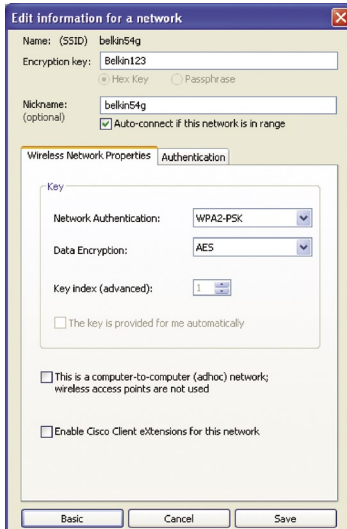 Edit information for a network
Name: (SSID) belkin54g
Encryption key: Belkin123
Hex Key Passphrase
Nickname: belkin54g
(optional)
Auto-connect if this network is in range
Wireless Network Properties Authentication
Key
Network Authentication: WPA2-PSK
Data Encryption: AES
Key index (advanced): 1
The key is provided for me automatically
This is a computer-to-computer (adhoc) network;
wireless access points are not used
Enable Cisco Client eXtensions for this network
Basic Cancel Save